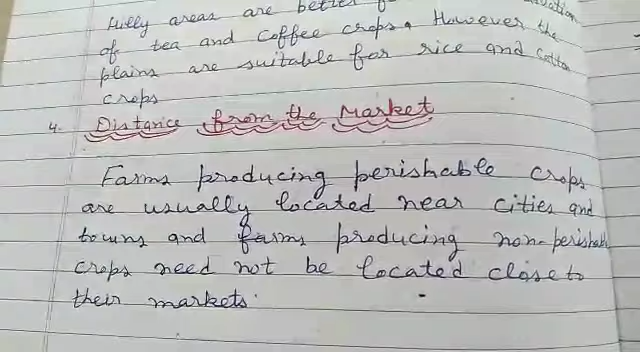 Fully areas are better
of tea and coffee crops. However the
plains are suitable for rice and
crops
4. Distance from the Market
Farms producing perishable crops
are usually located near cities and
towns and farms producing non-perishable
crops need not be located close to
their markets.